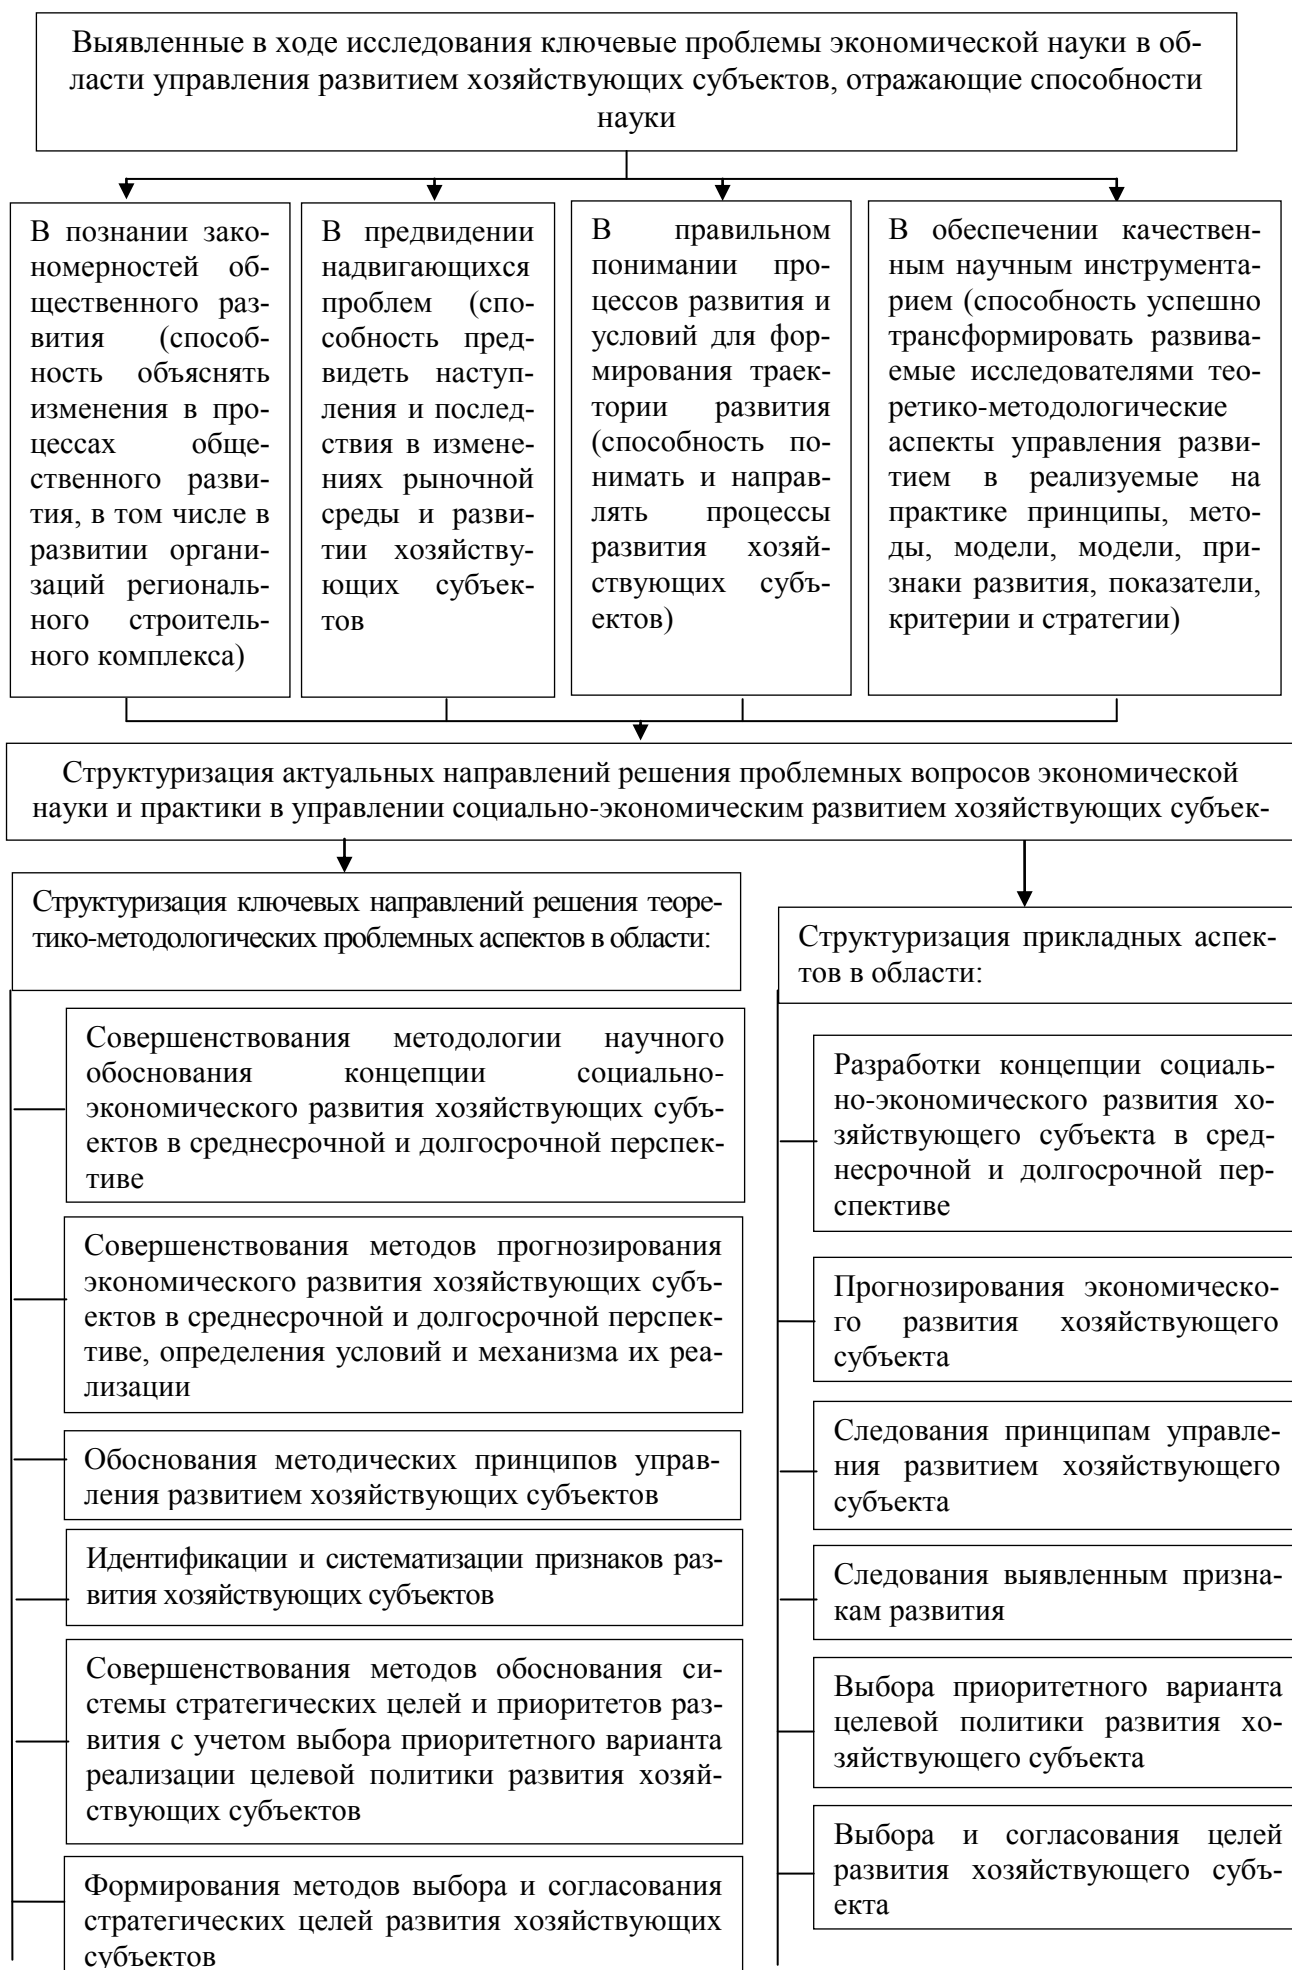 Выявленные в ходе исследования ключевые проблемы экономической науки в об-
ласти управления развитием хозяйствующих субъектов, отражающие способности
науки
В познании зако-
номерностей об-
щественного раз-
вития (способ-
ность объяснять
изменения в про-
цессах обще-
ственного разви-
тия, в том числе в
развитии органи-
заций регионально-
ного строитель-
ного комплекса)
В предвидении
надвигающихся
проблем (спо-
собность пред-
видеть наступ-
ления и послед-
ствия в измене-
ниях рыночной
среды и разви-
тии хозяйству-
ющих субъек-
тов
В правильном
понимании про-
цессов развития и
условий для фор-
мирования траек-
тории развития
(способность по-
нимать и направ-
лять процессы
развития хозяй-
ствующих субъ-
ектов)
В обеспечении качествен-
ным научным инструмента-
рием (способность успешно
трансформировать развива-
емые исследователями тео-
ретико-методологические
аспекты управления разви-
тием в реализуемые на
практике принципы, мето-
ды, модели, модели, при-
знаки развития, показатели,
критерии и стратегии)
Структуризация актуальных направлений решения проблемных вопросов экономической
науки и практики в управлении социально-экономическим развитием хозяйствующих субъек-
Структуризация ключевых направлений решения теоре-
тико-методологических проблемных аспектов в области:
Совершенствования методологии научного
обоснования концепции социально-
экономического развития хозяйствующих субъ-
ектов в среднесрочной и долгосрочной перспек-
тиве
Совершенствования методов прогнозирования
экономического развития хозяйствующих субъ-
ектов в среднесрочной и долгосрочной перспек-
тиве, определения условий и механизма их ре-
ализации
Обоснования методических принципов управ-
ления развитием хозяйствующих субъектов
Идентификации и систематизации признаков раз-
вития хозяйствующих субъектов
Совершенствования методов обоснования си-
стемы стратегических целей и приоритетов раз-
вития с учетом выбора приоритетного варианта
реализации целевой политики развития хозяй-
ствующих субъектов
Формирования методов выбора и согласования
стратегических целей развития хозяйствующих
субъектов
Структуризация прикладных аспек-
тов в области:
Разработки концепции социаль-
но-экономического развития хо-
зяйствующего субъекта в сред-
несрочной и долгосрочной пер-
спективе
Прогнозирования экономическо-
го развития хозяйствующего
субъекта
Следования принципам управле-
ния развитием хозяйствующего
субъекта
Следования выявленным призна-
кам развития
Выбора приоритетного варианта
целевой политики развития хо-
зяйствующего субъекта
Выбора и согласования целей
развития хозяйствующего субъ-
екта